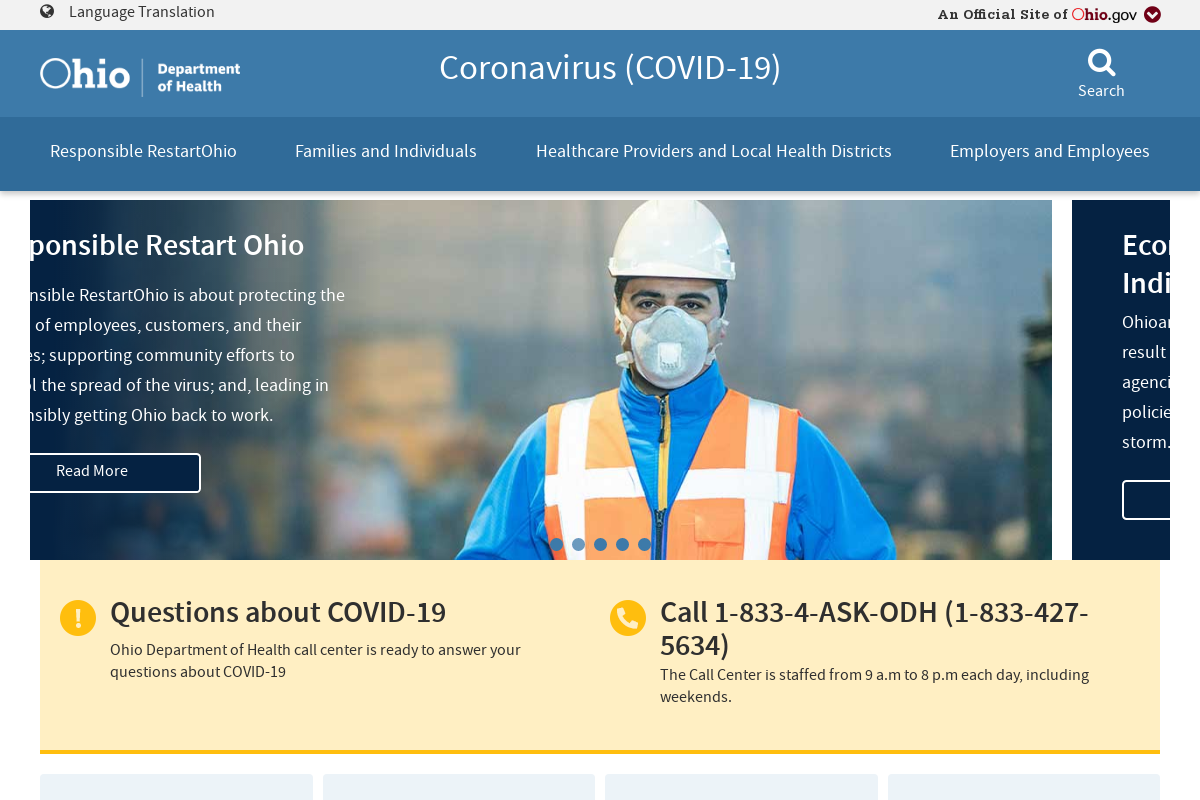 Language Translation
An Official Site of Ohio.gov
Ohio Department
of Health
Coronavirus (COVID-19)
Search
Responsible RestartOhio
Families and Individuals
Healthcare Providers and Local Health Districts
Employers and Employees
ponsible Restart Ohio
nsible RestartOhio is about protecting the
of employees, customers, and their
es; supporting community efforts to
l the spread of the virus; and, leading in
nsibly getting Ohio back to work.
Read More
Indi
result
agenci
policie
storm.
Questions about COVID-19
Ohio Department of Health call center is ready to answer your
questions about COVID-19
Call 1-833-4-ASK-ODH (1-833-427-
5634)
The Call Center is staffed from 9 a.m to 8 p.m each day, including
weekends.